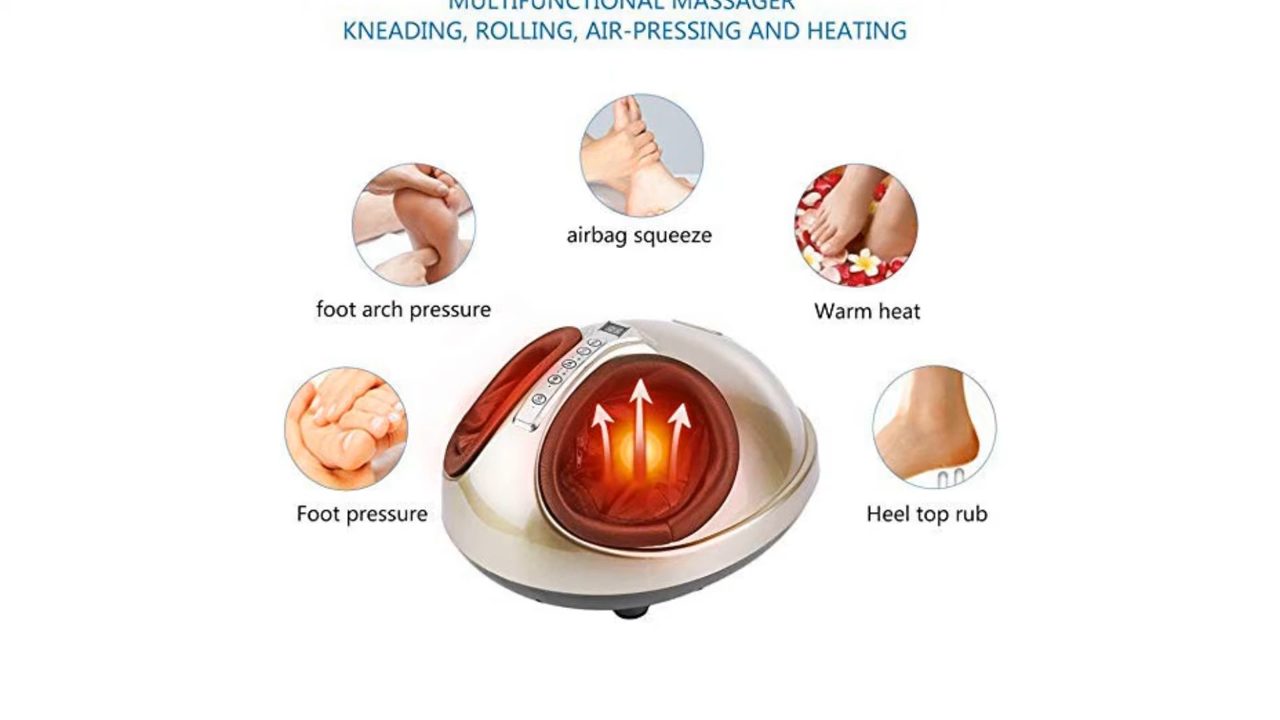 MULTIFUNCTIONAL MASSAGER
KNEADING, ROLLING, AIR-PRESSING AND HEATING
airbag squeeze
foot arch pressure
Warm heat
Foot pressure
Heel top rub